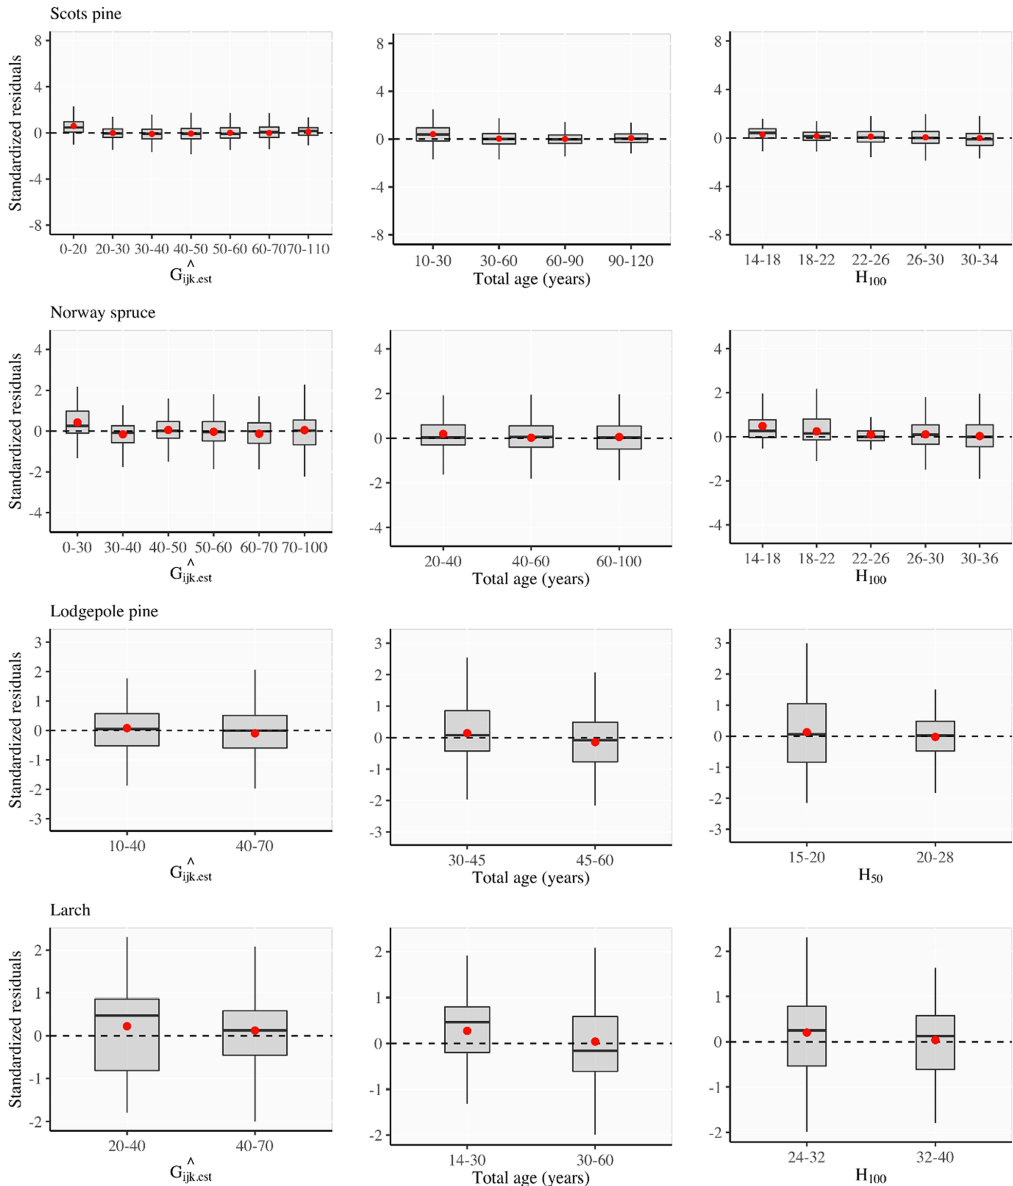 Scots pine
Standardized residuals
8
4
0
-4
-8
0-20 20-30 30-40 40-50 50-60 60-70 70-110
Ĝijk.est
8
4
0
-4
-8
10-30 30-60 60-90 90-120
Total age (years)
8
4
0
-4
-8
14-18 18-22 22-26 26-30 30-34
H100
Norway spruce
Standardized residuals
4
2
0
-2
-4
0-30 30-40 40-50 50-60 60-70 70-100
Ĝijk.est
4
2
0
-2
-4
20-40 40-60 60-100
Total age (years)
4
2
0
-2
-4
14-18 18-22 22-26 26-30 30-36
H100
Lodgepole pine
Standardized residuals
3
2
1
0
-1
-2
-3
10-40 40-70
Ĝijk.est
3
2
1
0
-1
-2
-3
30-45 45-60
Total age (years)
3
2
1
0
-1
-2
-3
15-20 20-28
H50
Larch
Standardized residuals
2
1
0
-1
-2
20-40 40-70
Ĝijk.est
2
1
0
-1
-2
14-30 30-60
Total age (years)
2
1
0
-1
-2
24-32 32-40
H100